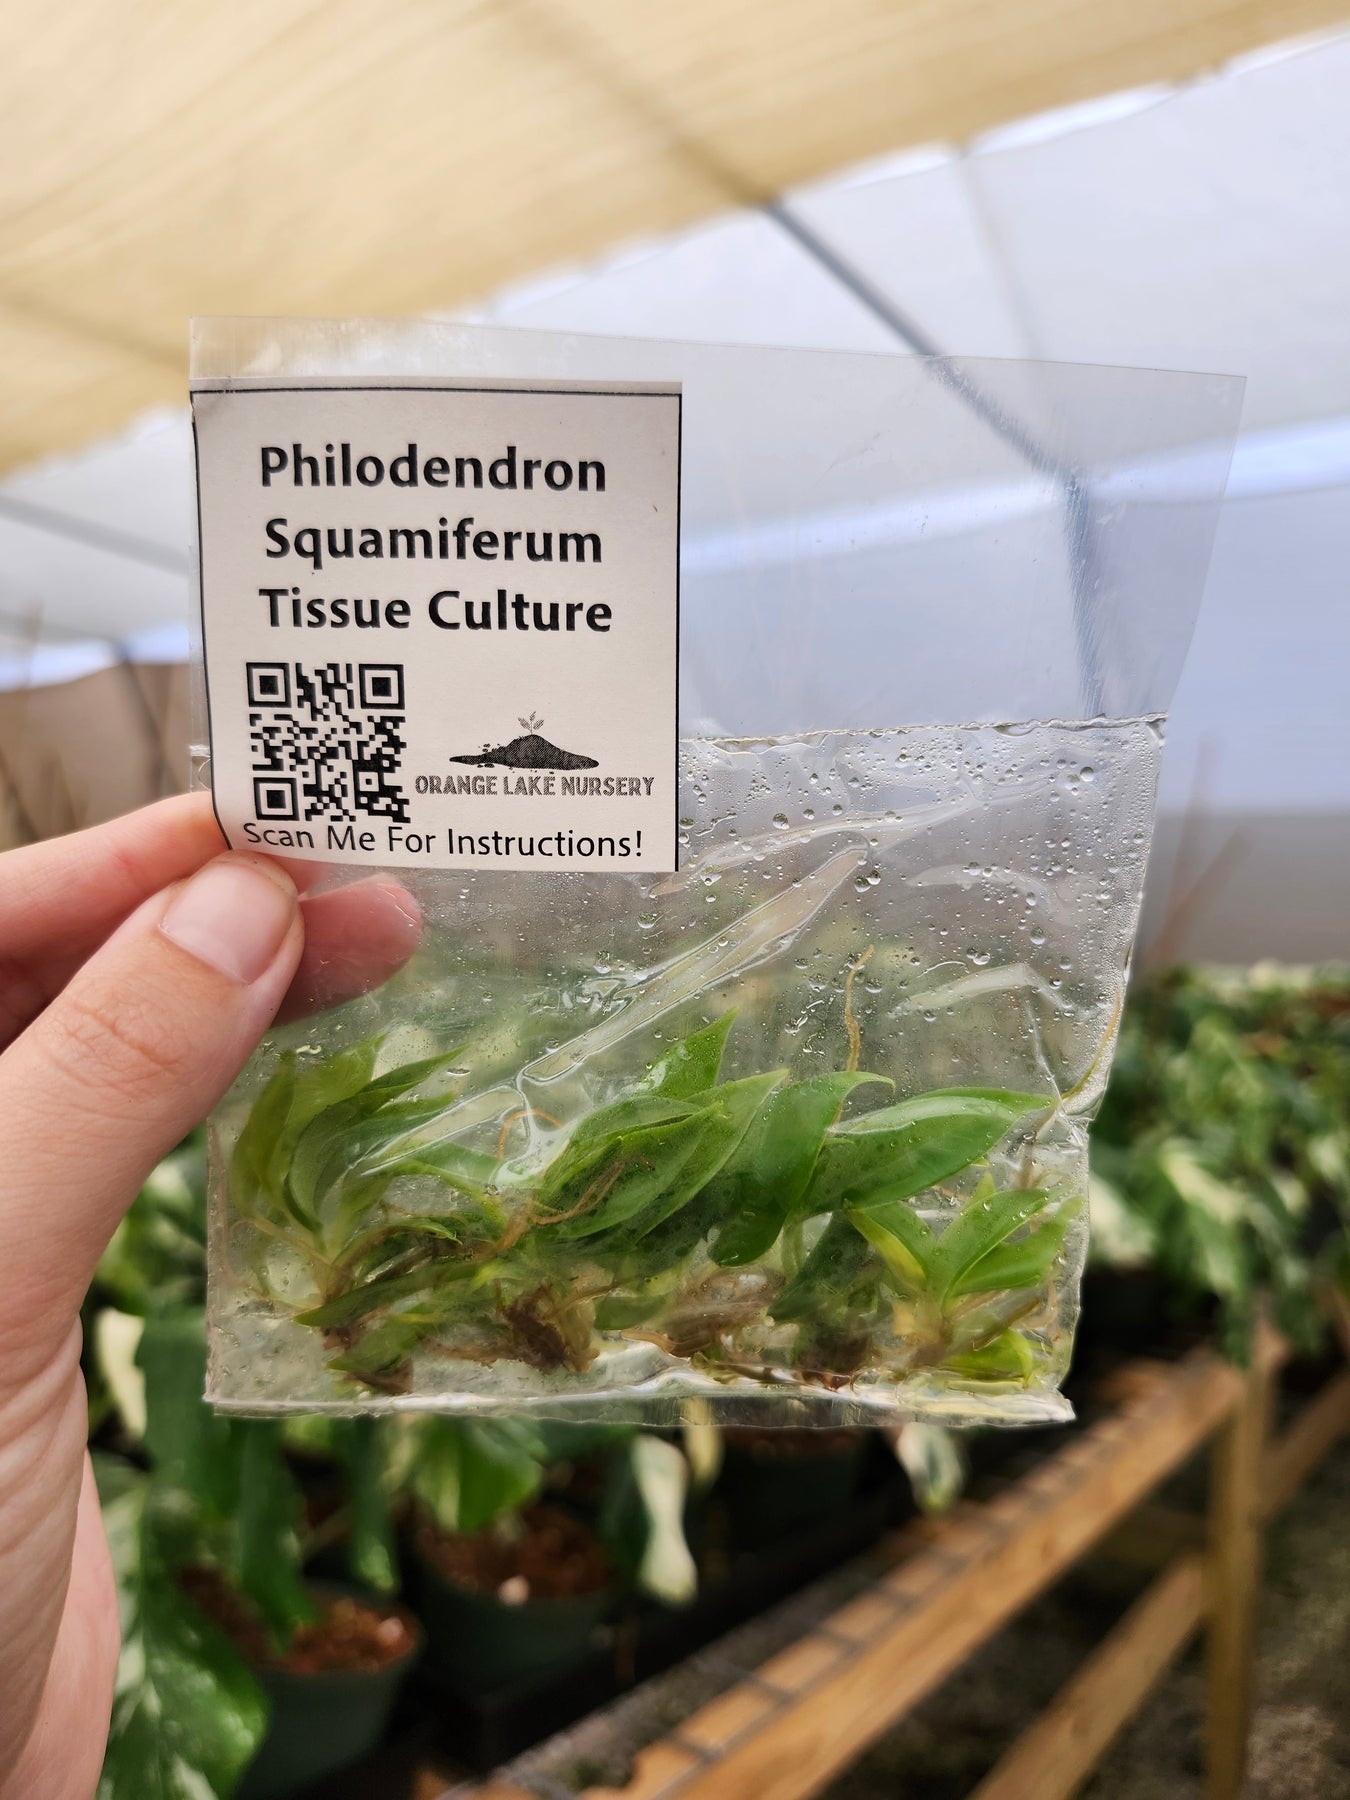 Philodendron
Squamiferum
Tissue Culture
ORANGE LAKE NURSERY
Scan Me For Instructions!